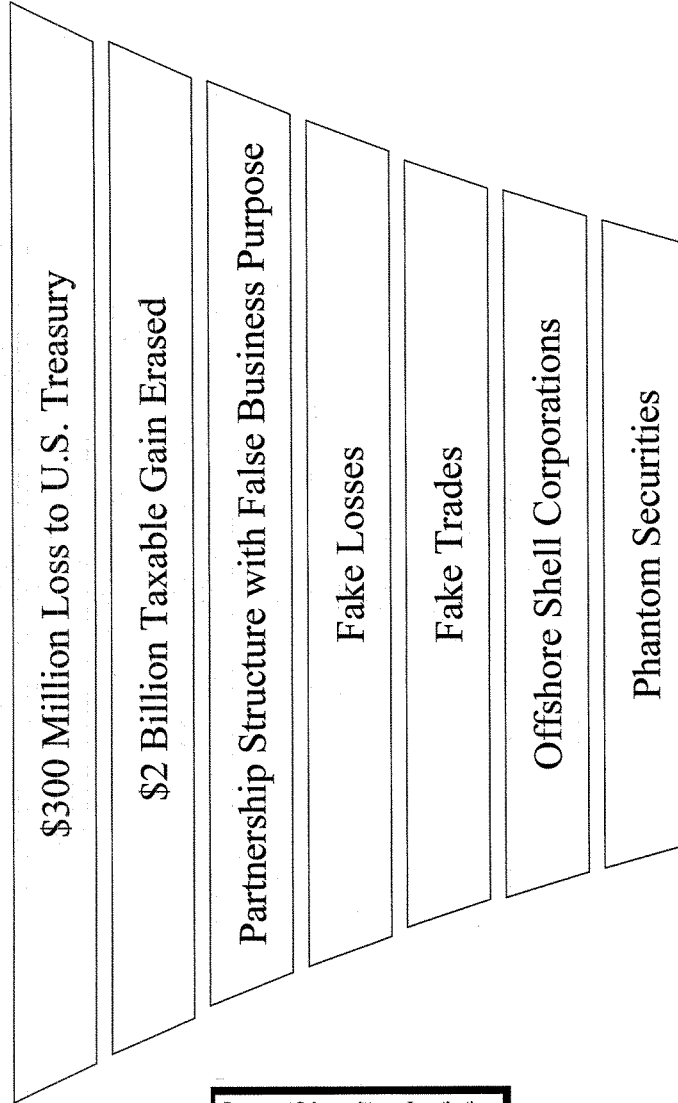 $300 Million Loss to U.S. Treasury
$2 Billion Taxable Gain Erased
Partnership Structure with False Business Purpose
Fake Losses
Fake Trades
Offshore Shell Corporations
Phantom Securities